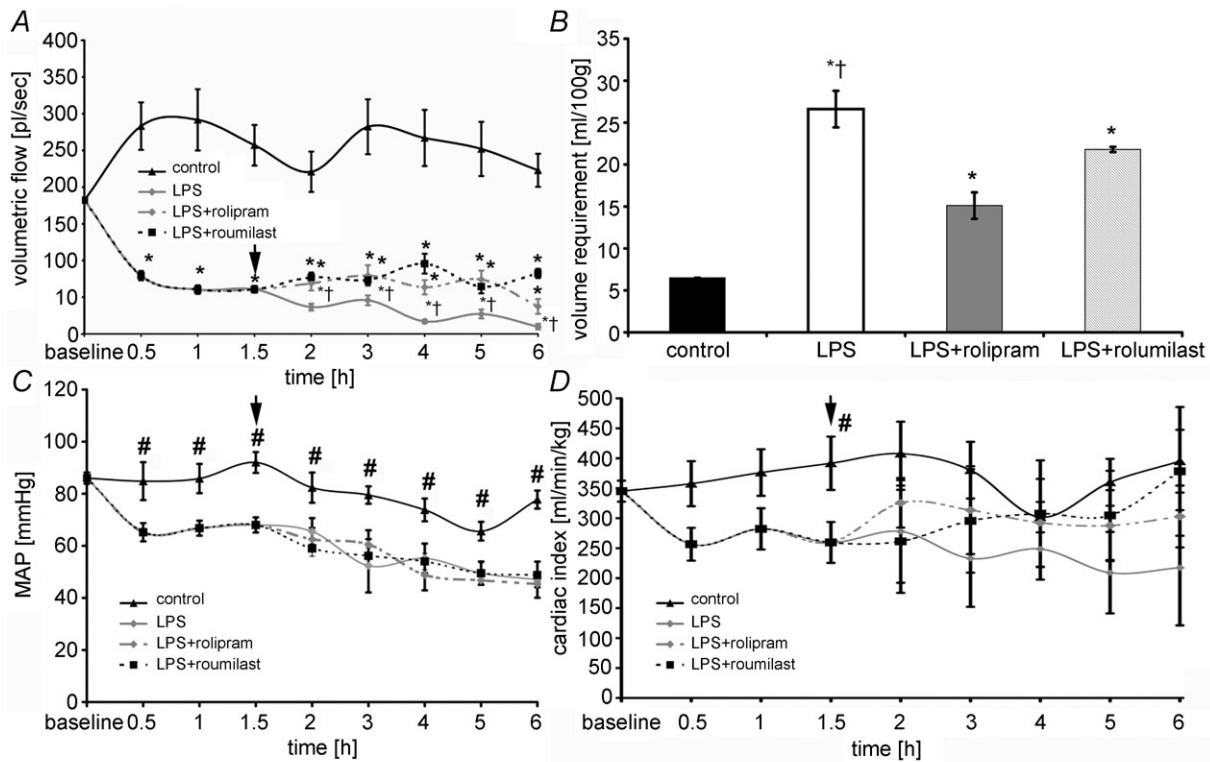 A
volumetric flow [pl/sec]
400
350
300
250
200
150
100
10
0
control
LPS
LPS+rolipram
LPS+roumilast
* * * * * * * * * * * * *
*† *† *† *† *†
baseline 0.5 1 1.5 2 3 4 5 6
time [h]
B
volume requirement [ml/100g]
35
30
25
20
15
10
5
0
*†
*
*
control LPS LPS+rolipram LPS+rolumilast
C
MAP [mmHg]
120
100
80
60
40
20
0
# # # # # # # #
control
LPS
LPS+rolipram
LPS+roumilast
baseline 0.5 1 1.5 2 3 4 5 6
time [h]
D
cardiac index [ml/min/kg]
500
450
400
350
300
250
200
150
300
50
0
#
control
LPS
LPS+rolipram
LPS+roumilast
baseline 0.5 1 1.5 2 3 4 5 6
time [h]